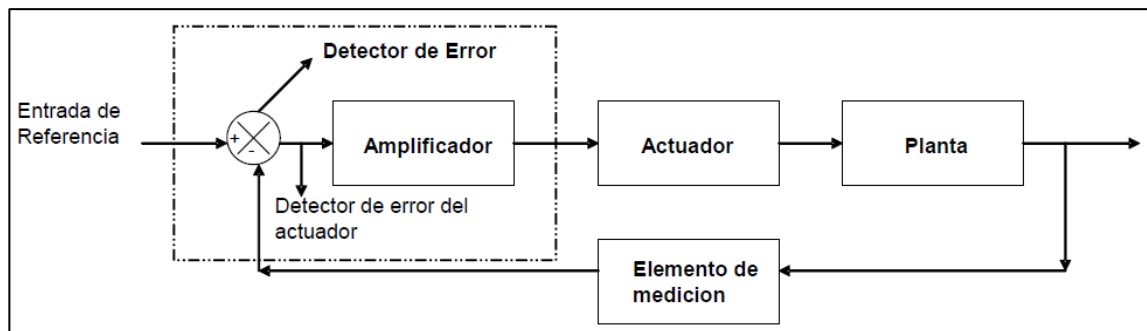 Detector de Error
Entrada de
Referencia
+
-
Amplificador
Actuador
Planta
Detector de error del
actuador
Elemento de
medicion